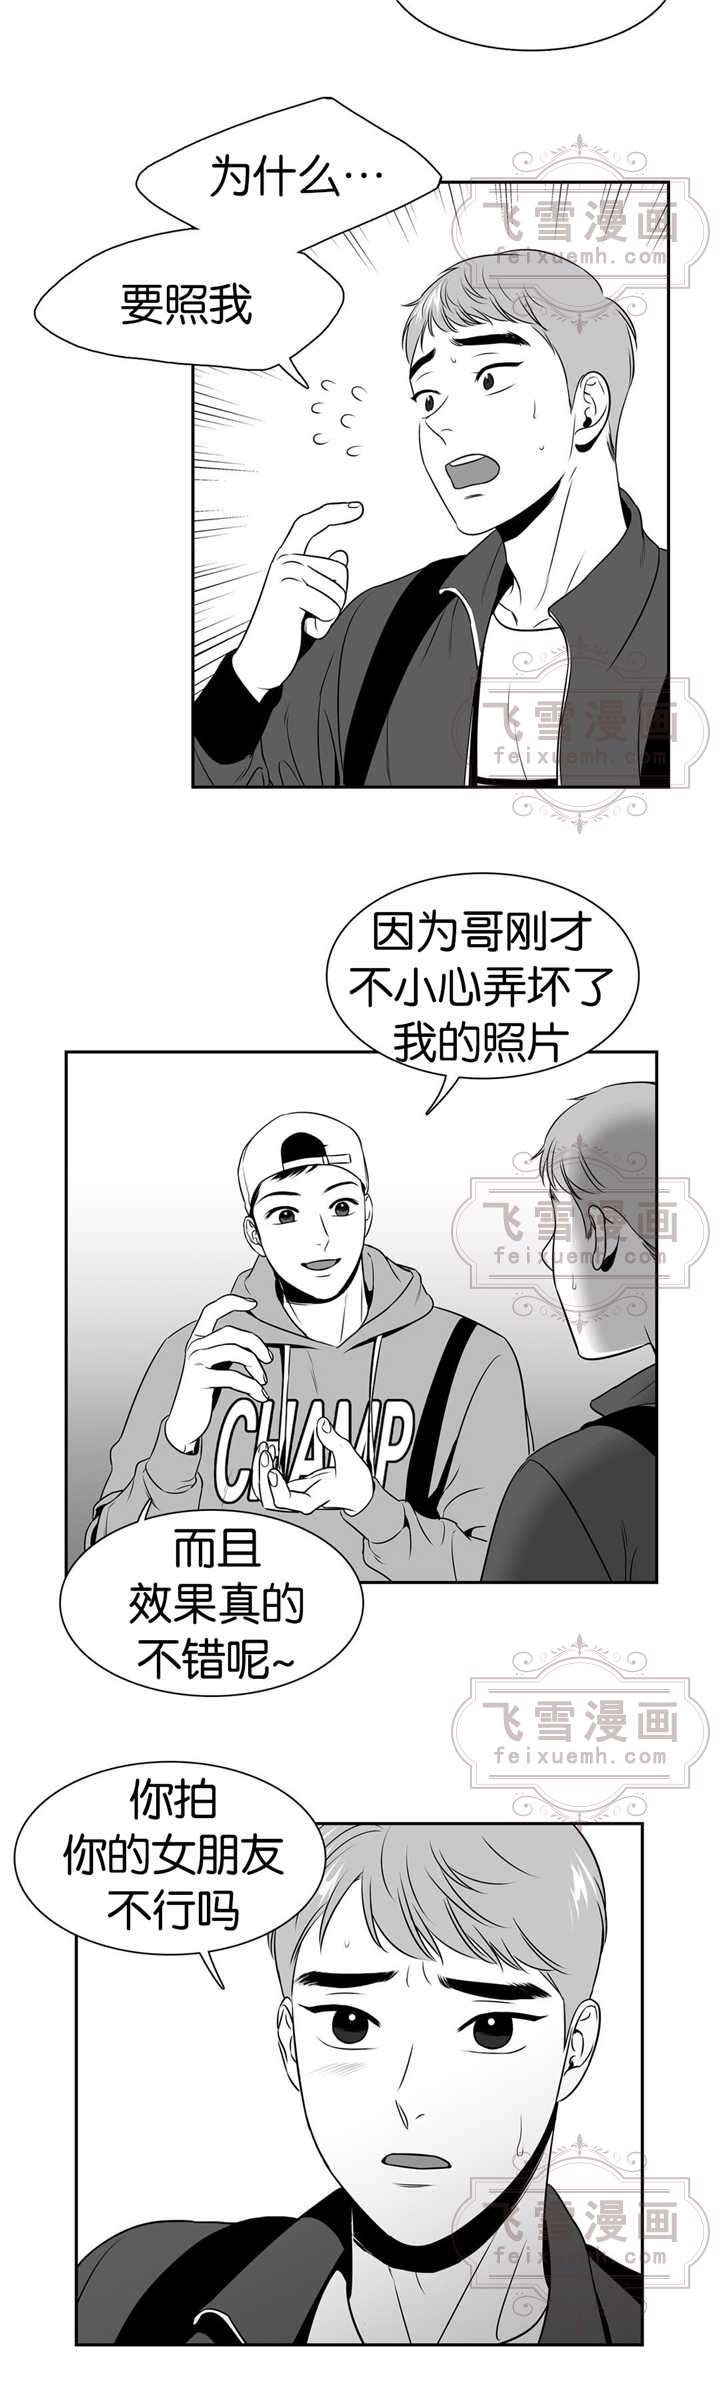 为什么…
飞雪漫画
feixuemh.com
要照我
飞雪漫画
feixuemh.com
因为哥刚才
不小心弄坏了
我的照片
飞雪漫画
feixuemh.com
CHAMP
而且
效果真的
不错呢~
飞雪漫画
feixuemh.com
你拍
你的女朋友
不行吗
飞雪漫画
feixuemh.com